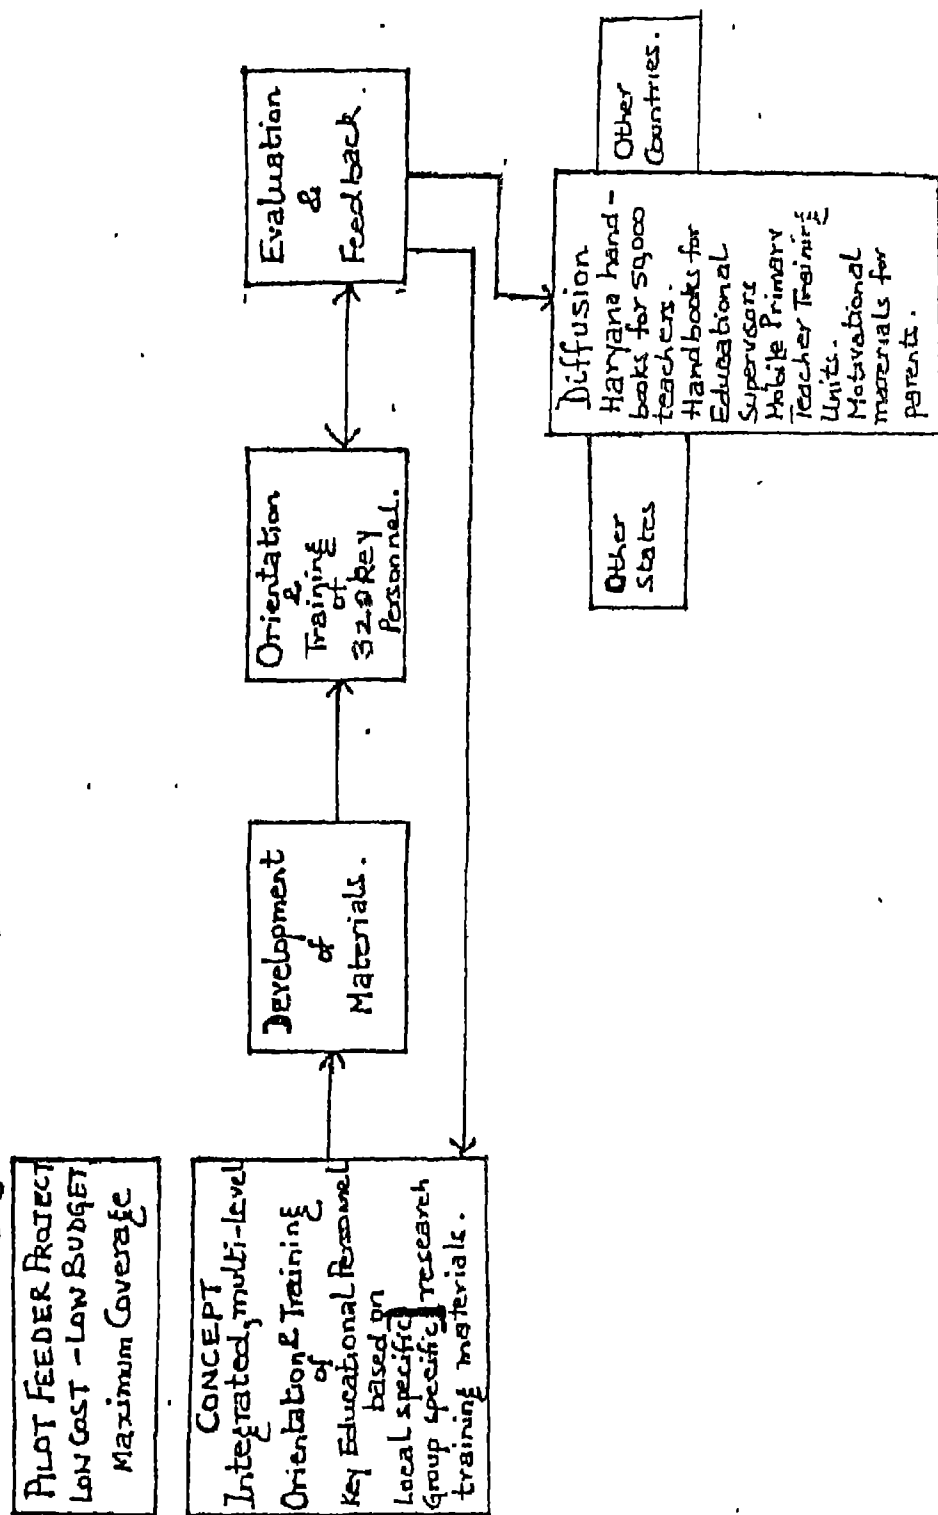 PILOT FEEDER PROJECT
LOW COST - LOW BUDGET
Maximum Coverage
CONCEPT
Integrated, multi-level
Orientation & Training
of
Key Educational Personnel
based on
Local specific
Group specific research
training materials.
Development
of
Materials.
Orientation
&
Training
of
320 key
Personnel.
Evaluation
&
Feedback.
Other
States
Diffusion
Haryana hand-
books for 50,000
teachers.
Handbooks for
Educational
Supervisors
Mobile Primary
Teacher Training
Units.
Motivational
materials for
parents.
Other
Countries.